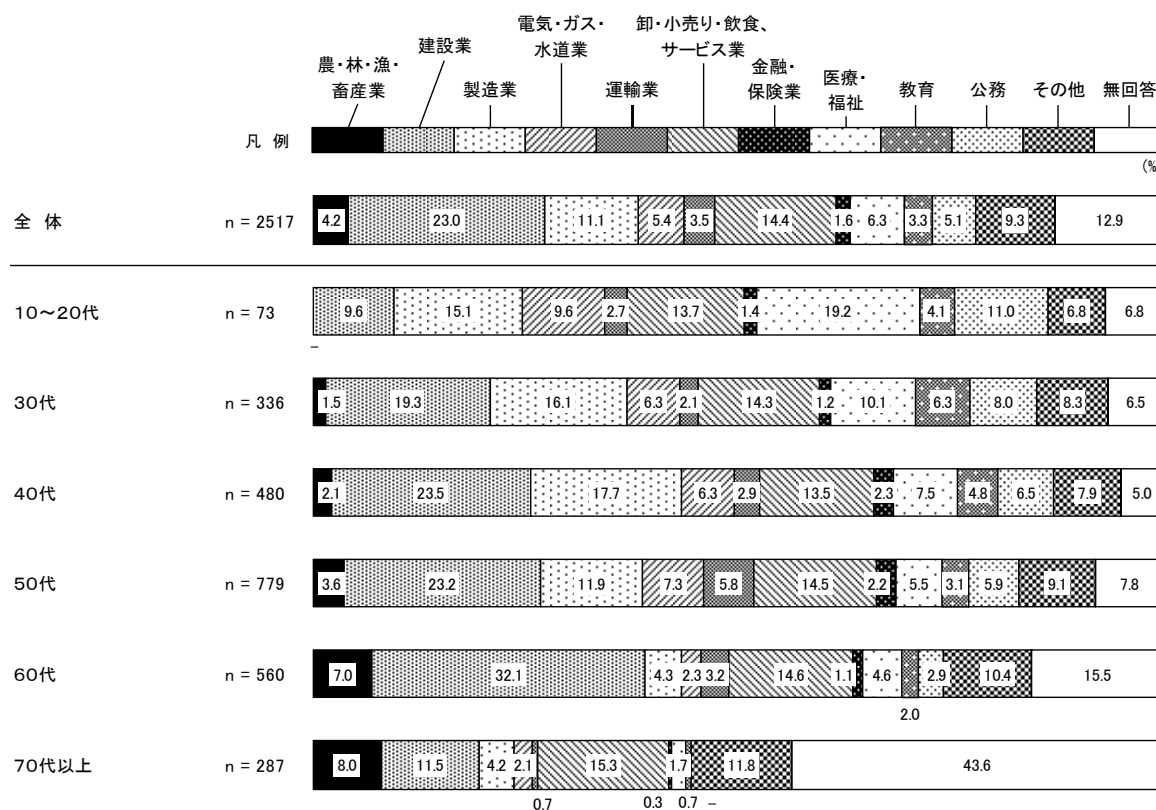 電気・ガス・
水道業
卸・小売り・飲食、
サービス業
建設業
農・林・漁・
畜産業
製造業
運輸業
金融・
保険業
医療・
福祉
教育
公務
その他
無回答
凡 例
(%
全 体 n = 2517 4.2 23.0 11.1 5.4 3.5 14.4 1.6 6.3 3.3 5.1 9.3 12.9
10～20代 n = 73 9.6 15.1 9.6 2.7 13.7 1.4 19.2 4.1 11.0 6.8 6.8
－
30代 n = 336 1.5 19.3 16.1 6.3 2.1 14.3 1.2 10.1 6.3 8.0 8.3 6.5
40代 n = 480 2.1 23.5 17.7 6.3 2.9 13.5 2.3 7.5 4.8 6.5 7.9 5.0
50代 n = 779 3.6 23.2 11.9 7.3 5.8 14.5 2.2 5.5 3.1 5.9 9.1 7.8
60代 n = 560 7.0 32.1 4.3 2.3 3.2 14.6 1.1 4.6 2.9 10.4 15.5
2.0
70代以上 n = 287 8.0 11.5 4.2 2.1 15.3 1.7 11.8 43.6
0.7 0.3 0.7 －